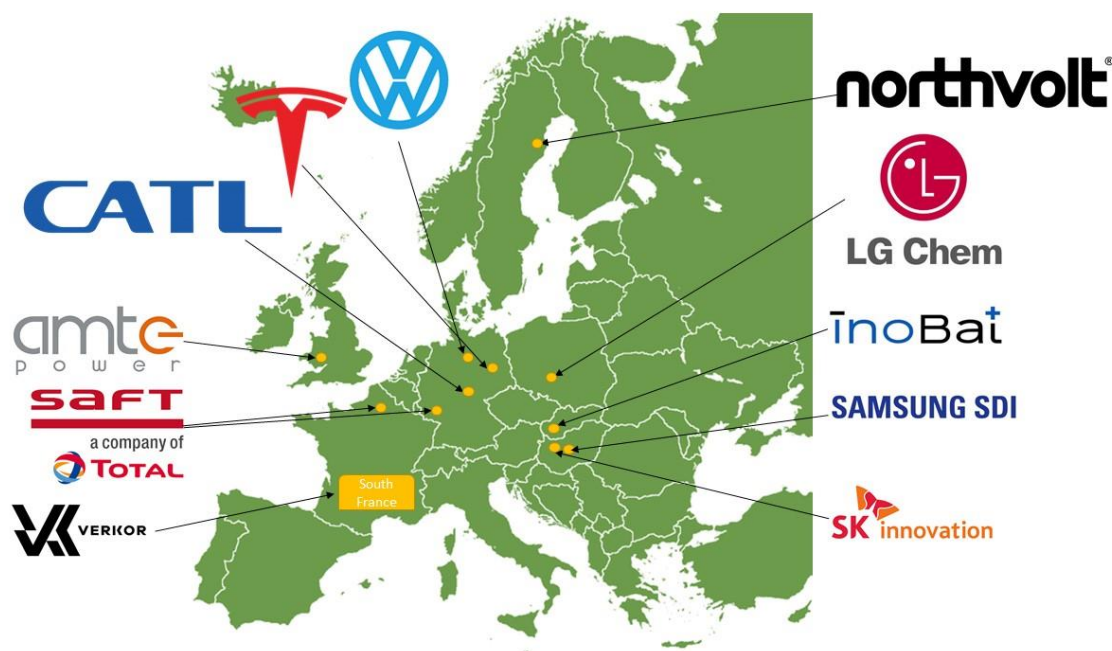 northvolt®
CATL
LG Chem
amte
power
inoBat
SAFT
a company of
TOTAL
SAMSUNG SDI
South
France
VERKOR
SK innovation